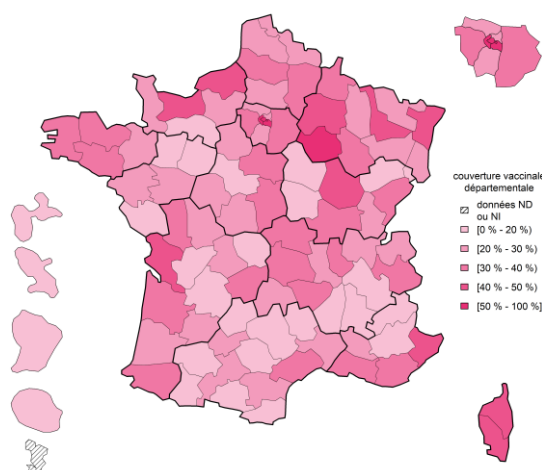 couverture vaccinale
départementale
données ND
ou NI
[0 % - 20 %)
[20 % - 30 %)
[30 % - 40 %)
[40 % - 50 %)
[50 % - 100 %]